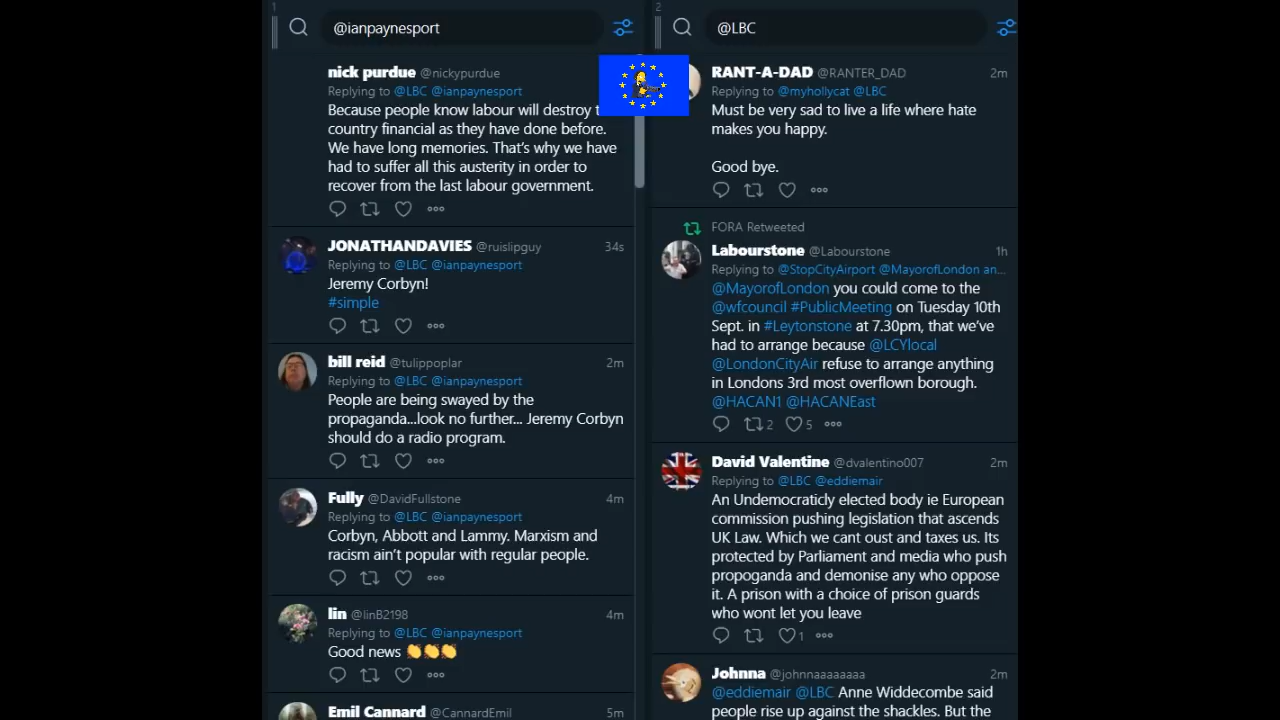 1
@ianpaynesport
nick purdue @nickypurdue
Replying to @LBC @ianpaynesport
Because people know labour will destroy t
country financial as they have done before.
We have long memories. That's why we have
had to suffer all this austerity in order to
recover from the last labour government.
JONATHANDAVIES @ruislipguy 34s
Replying to @LBC @ianpaynesport
Jeremy Corbyn!
#simple
bill reid @tulippoplar 2m
Replying to @LBC @ianpaynesport
People are being swayed by the
propaganda...look no further... Jeremy Corbyn
should do a radio program.
Fully @DavidFullstone 4m
Replying to @LBC @ianpaynesport
Corbyn, Abbott and Lammy. Marxism and
racism ain't popular with regular people.
lin @linB2198 4m
Replying to @LBC @ianpaynesport
Good news 👏👏👏
Emil Cannard @CannardEmil 5m
2
@LBC
RANT-A-DAD @RANTER_DAD 2m
Replying to @myhollycat @LBC
Must be very sad to live a life where hate
makes you happy.
Good bye.
FORA Retweeted
Labourstone @Labourstone 1h
Replying to @StopCityAirport @MayorofLondon an...
@MayorofLondon you could come to the
@wfcouncil #PublicMeeting on Tuesday 10th
Sept. in #Leytonstone at 7.30pm, that we've
had to arrange because @LCYlocal
@LondonCityAir refuse to arrange anything
in Londons 3rd most overflown borough.
@HACAN1 @HACANEast
2 5
David Valentine @dvalentino007 2m
Replying to @LBC @eddiemair
An Undemocraticly elected body ie European
commission pushing legislation that ascends
UK Law. Which we cant oust and taxes us. Its
protected by Parliament and media who push
propoganda and demonise any who oppose
it. A prison with a choice of prison guards
who wont let you leave
1
Johnna @johnnaaaaaaaa 2m
@eddiemair @LBC Anne Widdecombe said
people rise up against the shackles. But the